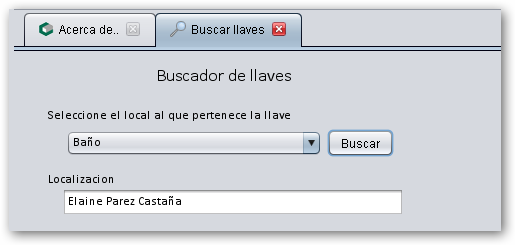 Acerca de..
Buscar llaves
Buscador de llaves
Seleccione el local al que pertenece la llave
Baño
Buscar
Localizacion
Elaine Parez Castaña